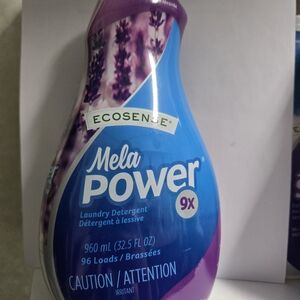 ECOSENSE®
Mela
POWER®
9x
Laundry Detergent
Détergent à lessive
960 mL (32.5 FL OZ)
96 Loads / Brassées
CAUTION / ATTENTION
IRRITANT